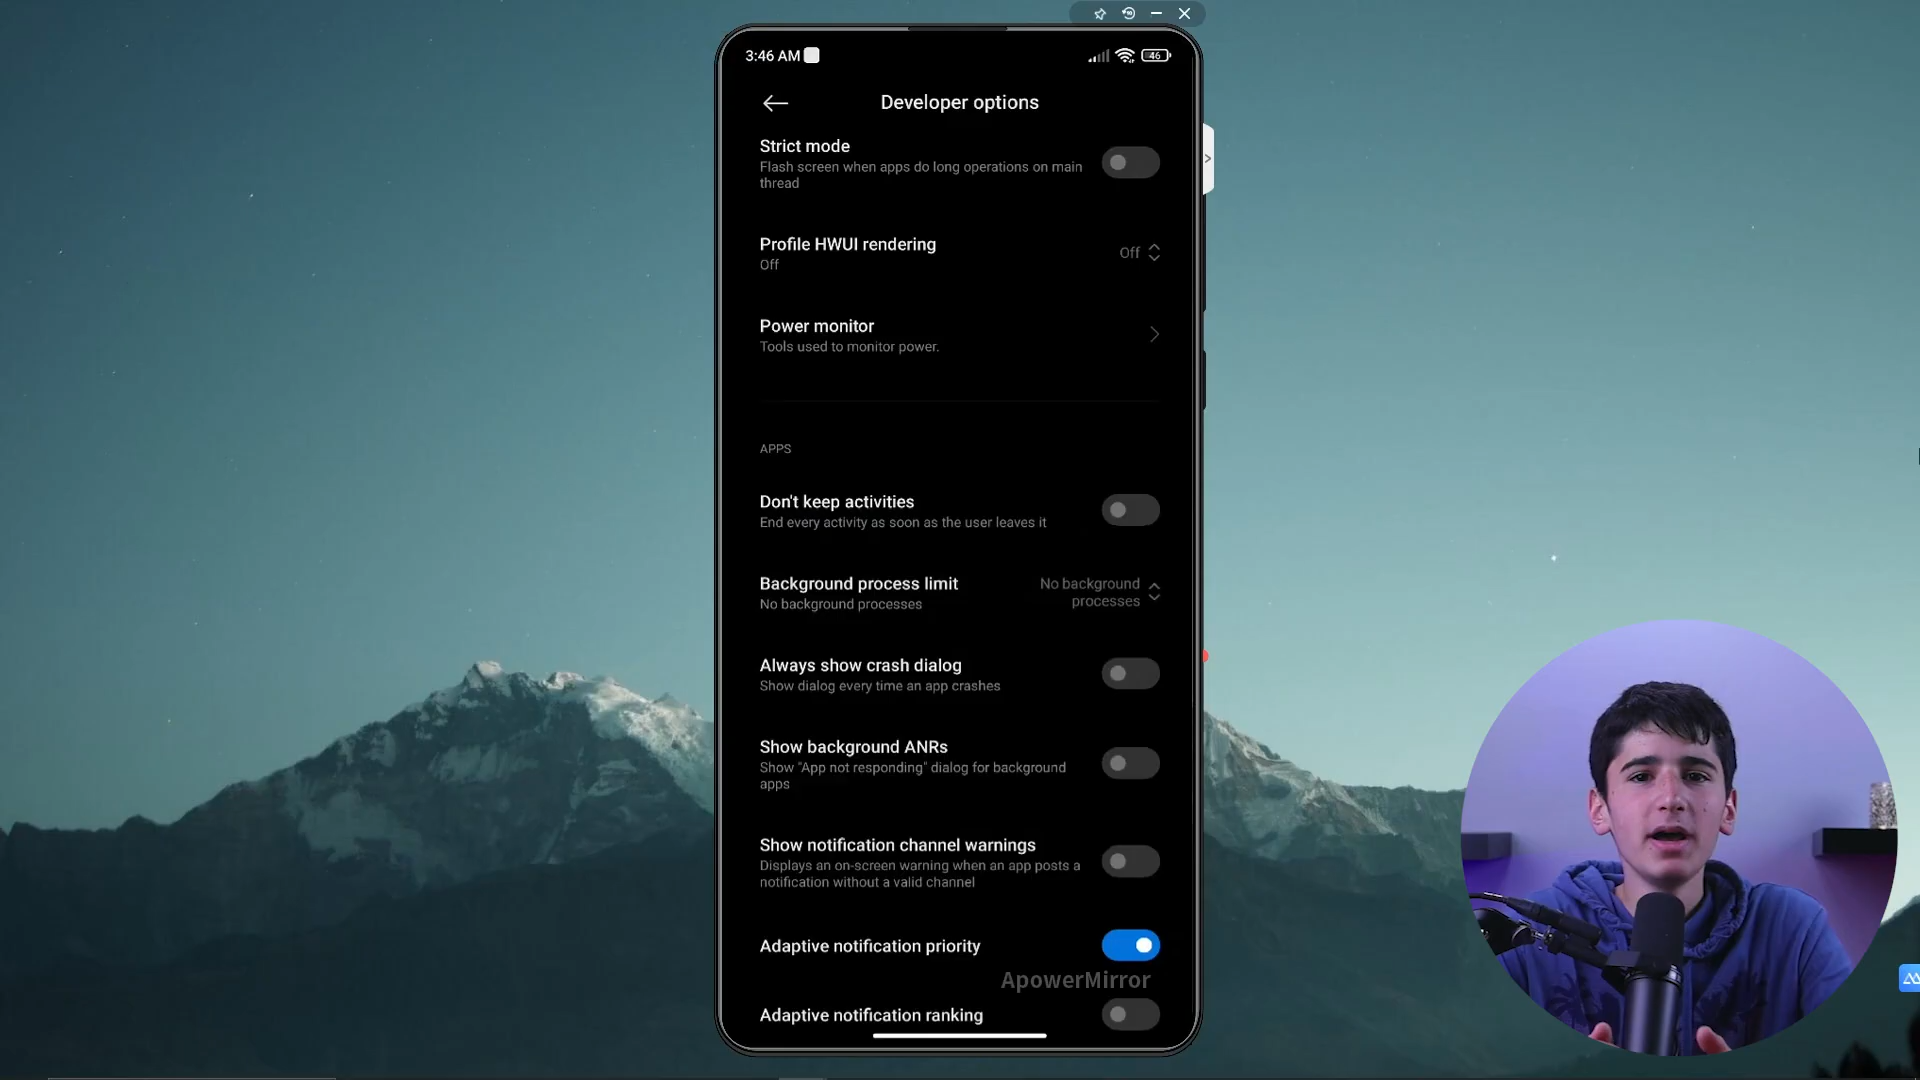 3:46 AM
46
Developer options
Strict mode
Flash screen when apps do long operations on main
thread
Profile HWUI rendering
Off
Off
Power monitor
Tools used to monitor power.
APPS
Don't keep activities
End every activity as soon as the user leaves it
Background process limit
No background processes
No background
processes
Always show crash dialog
Show dialog every time an app crashes
Show background ANRs
Show "App not responding" dialog for background
apps
Show notification channel warnings
Displays an on-screen warning when an app posts a
notification without a valid channel
Adaptive notification priority
ApowerMirror
Adaptive notification ranking